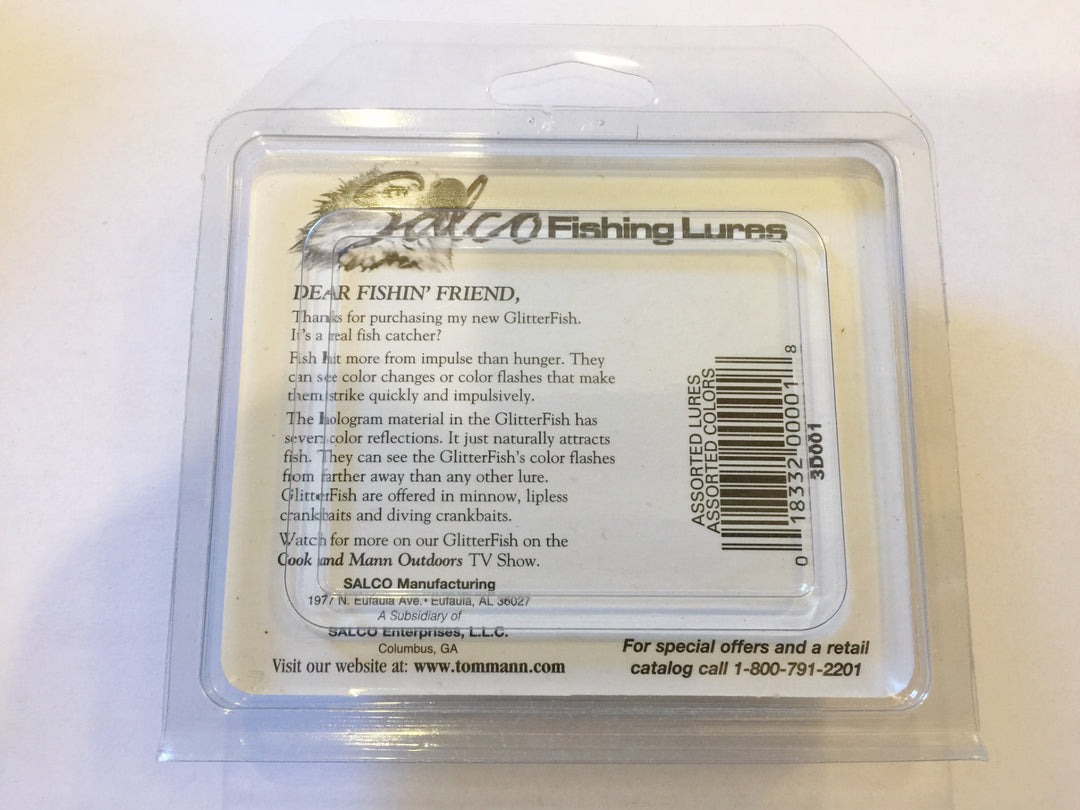 Salco Fishing Lures
DEAR FISHIN' FRIEND,
Thanks for purchasing my new GlitterFish.
It's a real fish catcher?
Fish hit more from impulse than hunger. They
can see color changes or color flashes that make
them strike quickly and impulsively.
The hologram material in the GlitterFish has
seven color reflections. It just naturally attracts
fish. They can see the GlitterFish's color flashes
from farther away than any other lure.
GlitterFish are offered in minnow, lipless
crankbaits and diving crankbaits.
Watch for more on our GlitterFish on the
Cook and Mann Outdoors TV Show.
SALCO Manufacturing
1977 N. Eufaula Ave. • Eufaula, AL 36027
A Subsidiary of
SALCO Enterprises, L.L.C.
Columbus, GA
Visit our website at: www.tommann.com
ASSORTED LURES
ASSORTED COLORS
0 18332 00001 8
3D001
For special offers and a retail
catalog call 1-800-791-2201